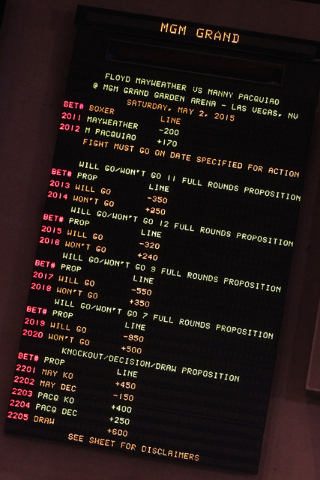 MGM GRAND
FLOYD MAYWEATHER VS MANNY PACQUIAO
@ MGM GRAND GARDEN ARENA - LAS VEGAS, NV
SATURDAY, MAY 2, 2015
BET# BOXER LINE
2011 MAYWEATHER -200
2012 M PACQUIAO +170
FIGHT MUST GO ON DATE SPECIFIED FOR ACTION
WILL GO/WON'T GO 11 FULL ROUNDS PROPOSITION
BET# PROP LINE
2013 WILL GO -350
2014 WON'T GO +250
WILL GO/WON'T GO 12 FULL ROUNDS PROPOSITION
BET# PROP LINE
2015 WILL GO -320
2016 WON'T GO +240
WILL GO/WON'T GO 9 FULL ROUNDS PROPOSITION
BET# PROP LINE
2017 WILL GO -550
2018 WON'T GO +350
WILL GO/WON'T GO 7 FULL ROUNDS PROPOSITION
BET# PROP LINE
2019 WILL GO -950
2020 WON'T GO +500
KNOCKOUT/DECISION/DRAW PROPOSITION
BET# PROP LINE
2201 MAY KO +450
2202 MAY DEC -150
2203 PACQ KO +400
2204 PACQ DEC +250
2205 DRAW +600
SEE SHEET FOR DISCLAIMERS